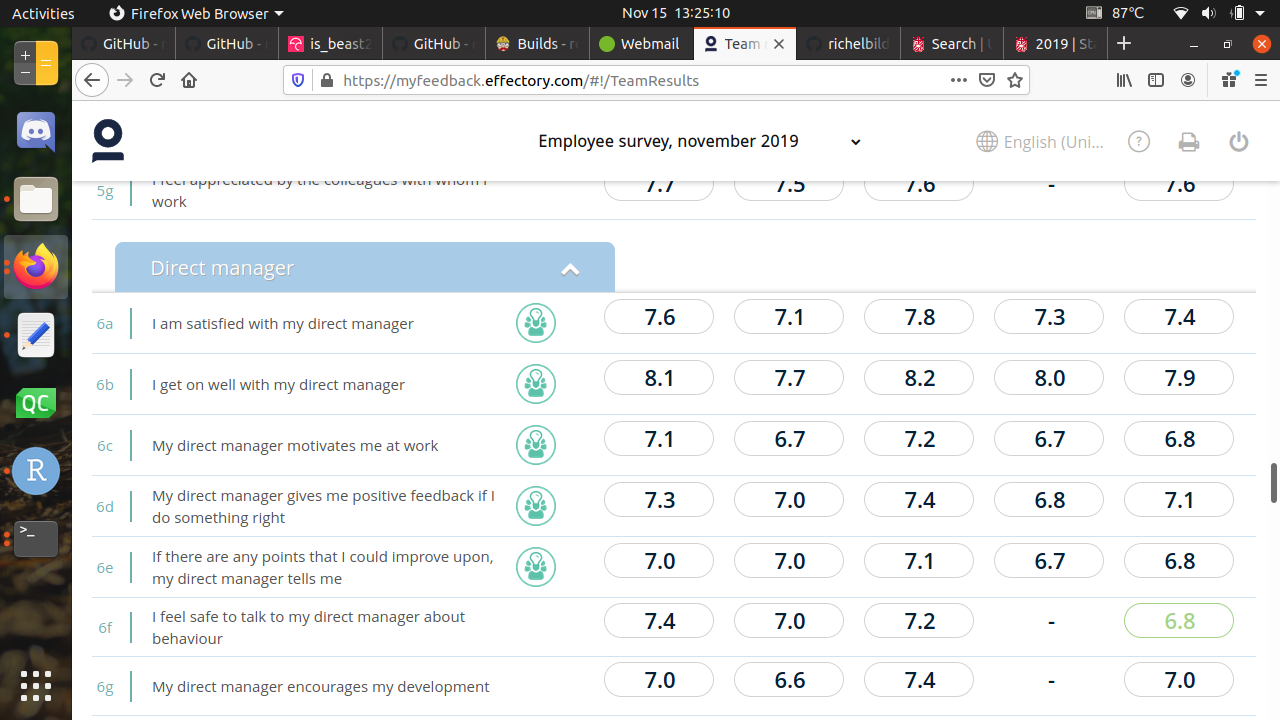 Activities Firefox Web Browser Nov 15 13:25:10 87°C
GitHub - GitHub - is_beast2 GitHub - Builds - r Webmail Team richelbild Search | 2019 | Sta
https://myfeedback.effectory.com/#!/TeamResults
Employee survey, november 2019 English (Uni...
5g I feel appreciated by the colleagues with whom I 7.7 7.5 7.6 - 7.6
work
Direct manager
6a I am satisfied with my direct manager 7.6 7.1 7.8 7.3 7.4
6b I get on well with my direct manager 8.1 7.7 8.2 8.0 7.9
6c My direct manager motivates me at work 7.1 6.7 7.2 6.7 6.8
6d My direct manager gives me positive feedback if I 7.3 7.0 7.4 6.8 7.1
do something right
6e If there are any points that I could improve upon, 7.0 7.0 7.1 6.7 6.8
my direct manager tells me
6f I feel safe to talk to my direct manager about 7.4 7.0 7.2 - 6.8
behaviour
6g My direct manager encourages my development 7.0 6.6 7.4 - 7.0
QC
R
>_